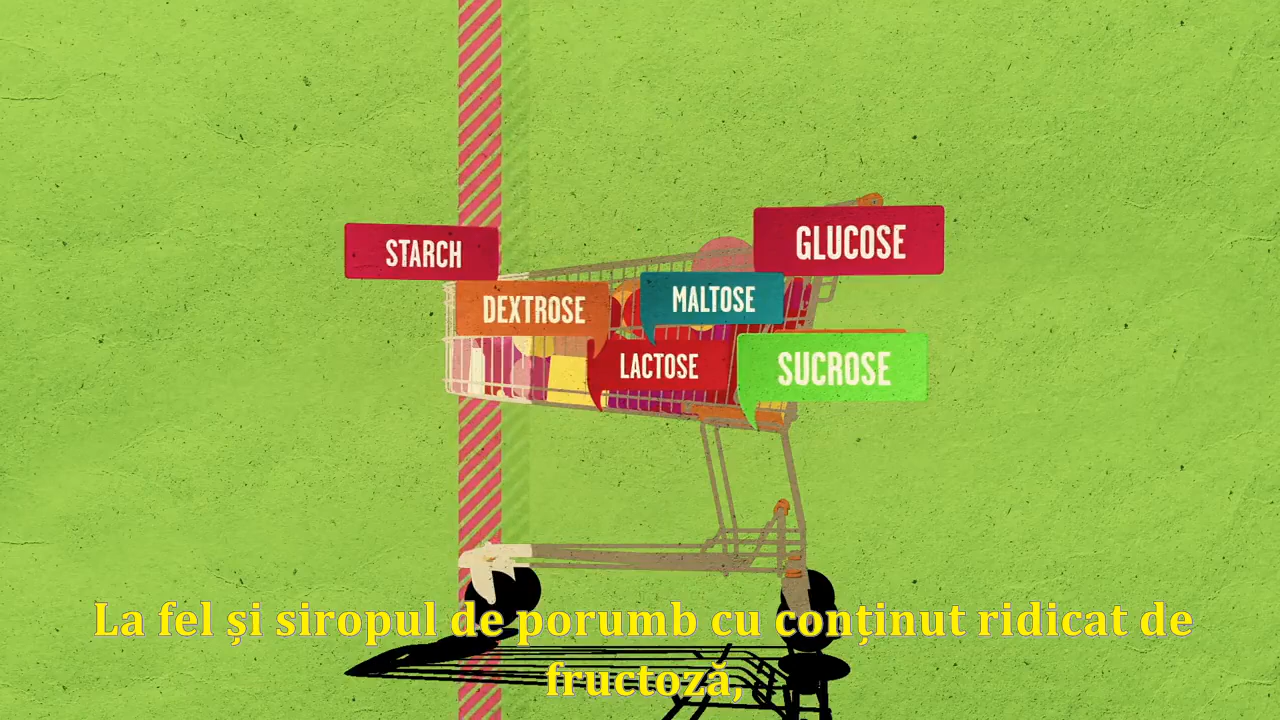 STARCH
GLUCOSE
DEXTROSE
MALTOSE
LACTOSE
SUCROSE
La fel și siropul de porumb cu conținut ridicat de
fructoză,